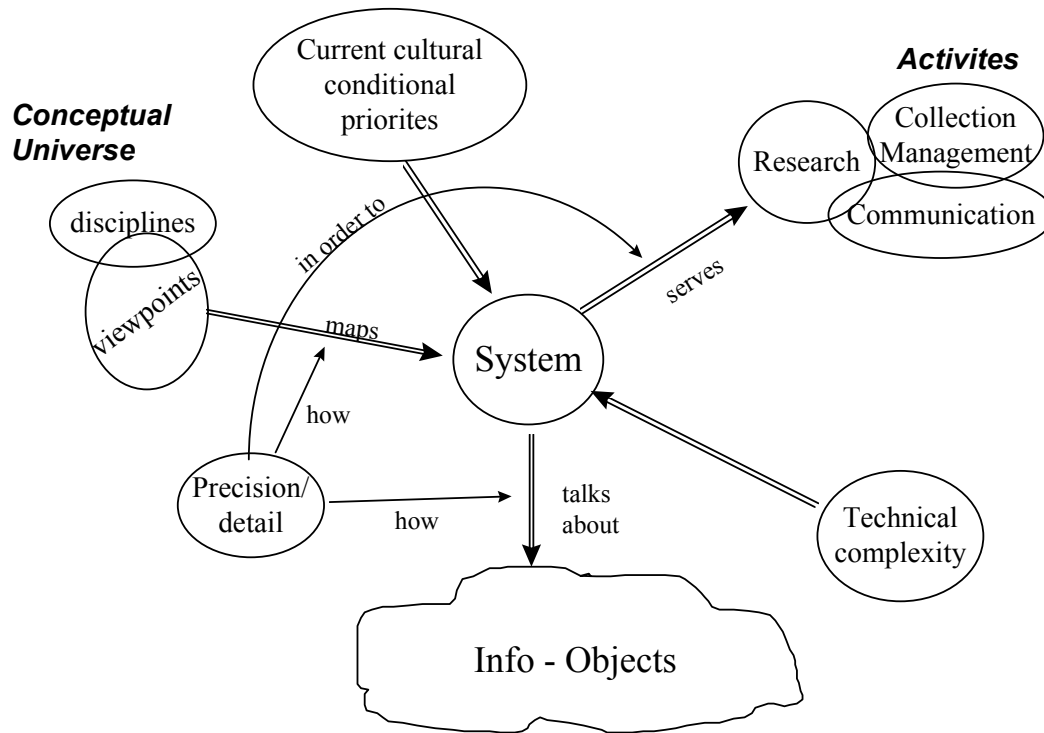 Current cultural
conditional
priorites
Activites
Conceptual
Universe
Collection
Management
Research
Communication
disciplines
in order to
viewpoints
maps
serves
System
how
Precision/
detail
how
talks
about
Technical
complexity
Info - Objects